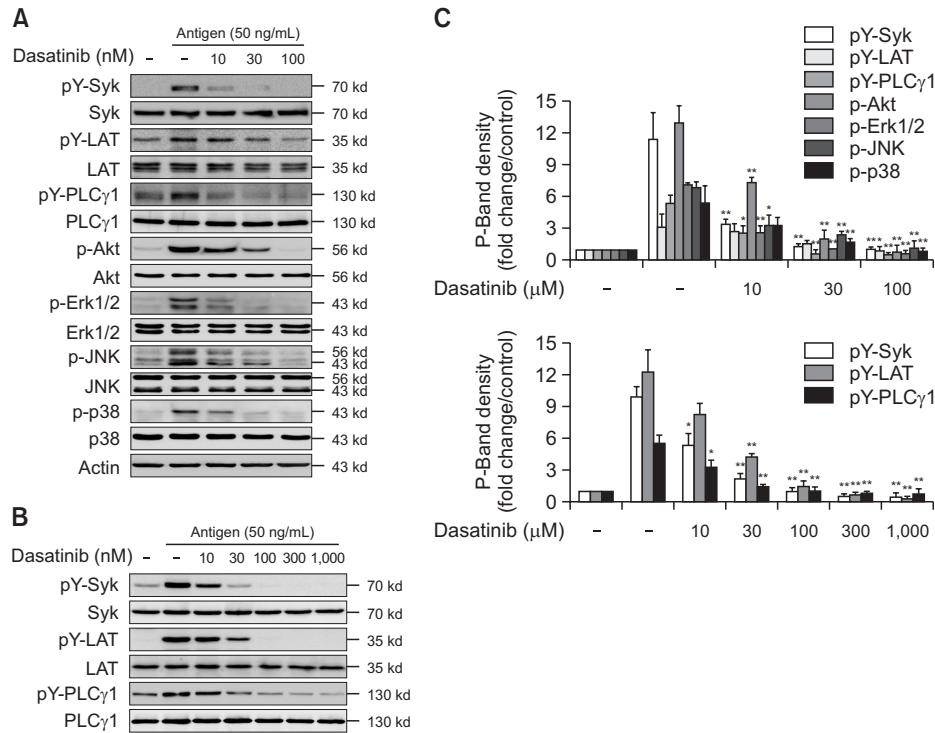 A
Antigen (50 ng/mL)
Dasatinib (nM) – – 10 30 100
pY-Syk 70 kd
Syk 70 kd
pY-LAT 35 kd
LAT 35 kd
pY-PLCγ1 130 kd
PLCγ1 130 kd
p-Akt 56 kd
Akt 56 kd
p-Erk1/2 43 kd
Erk1/2 43 kd
p-JNK 56 kd
43 kd
JNK 56 kd
43 kd
p-p38 43 kd
p38 43 kd
Actin 43 kd
B
Antigen (50 ng/mL)
Dasatinib (nM) – – 10 30 100 300 1,000
pY-Syk 70 kd
Syk 70 kd
pY-LAT 35 kd
LAT 35 kd
pY-PLCγ1 130 kd
PLCγ1 130 kd
C
pY-Syk
pY-LAT
pY-PLCγ1
p-Akt
p-Erk1/2
p-JNK
p-p38
P-Band density
(fold change/control)
15
12
9
6
3
0
Dasatinib (μM) – – 10 30 100
pY-Syk
pY-LAT
pY-PLCγ1
P-Band density
(fold change/control)
15
12
9
6
3
0
Dasatinib (μM) – – 10 30 100 300 1,000